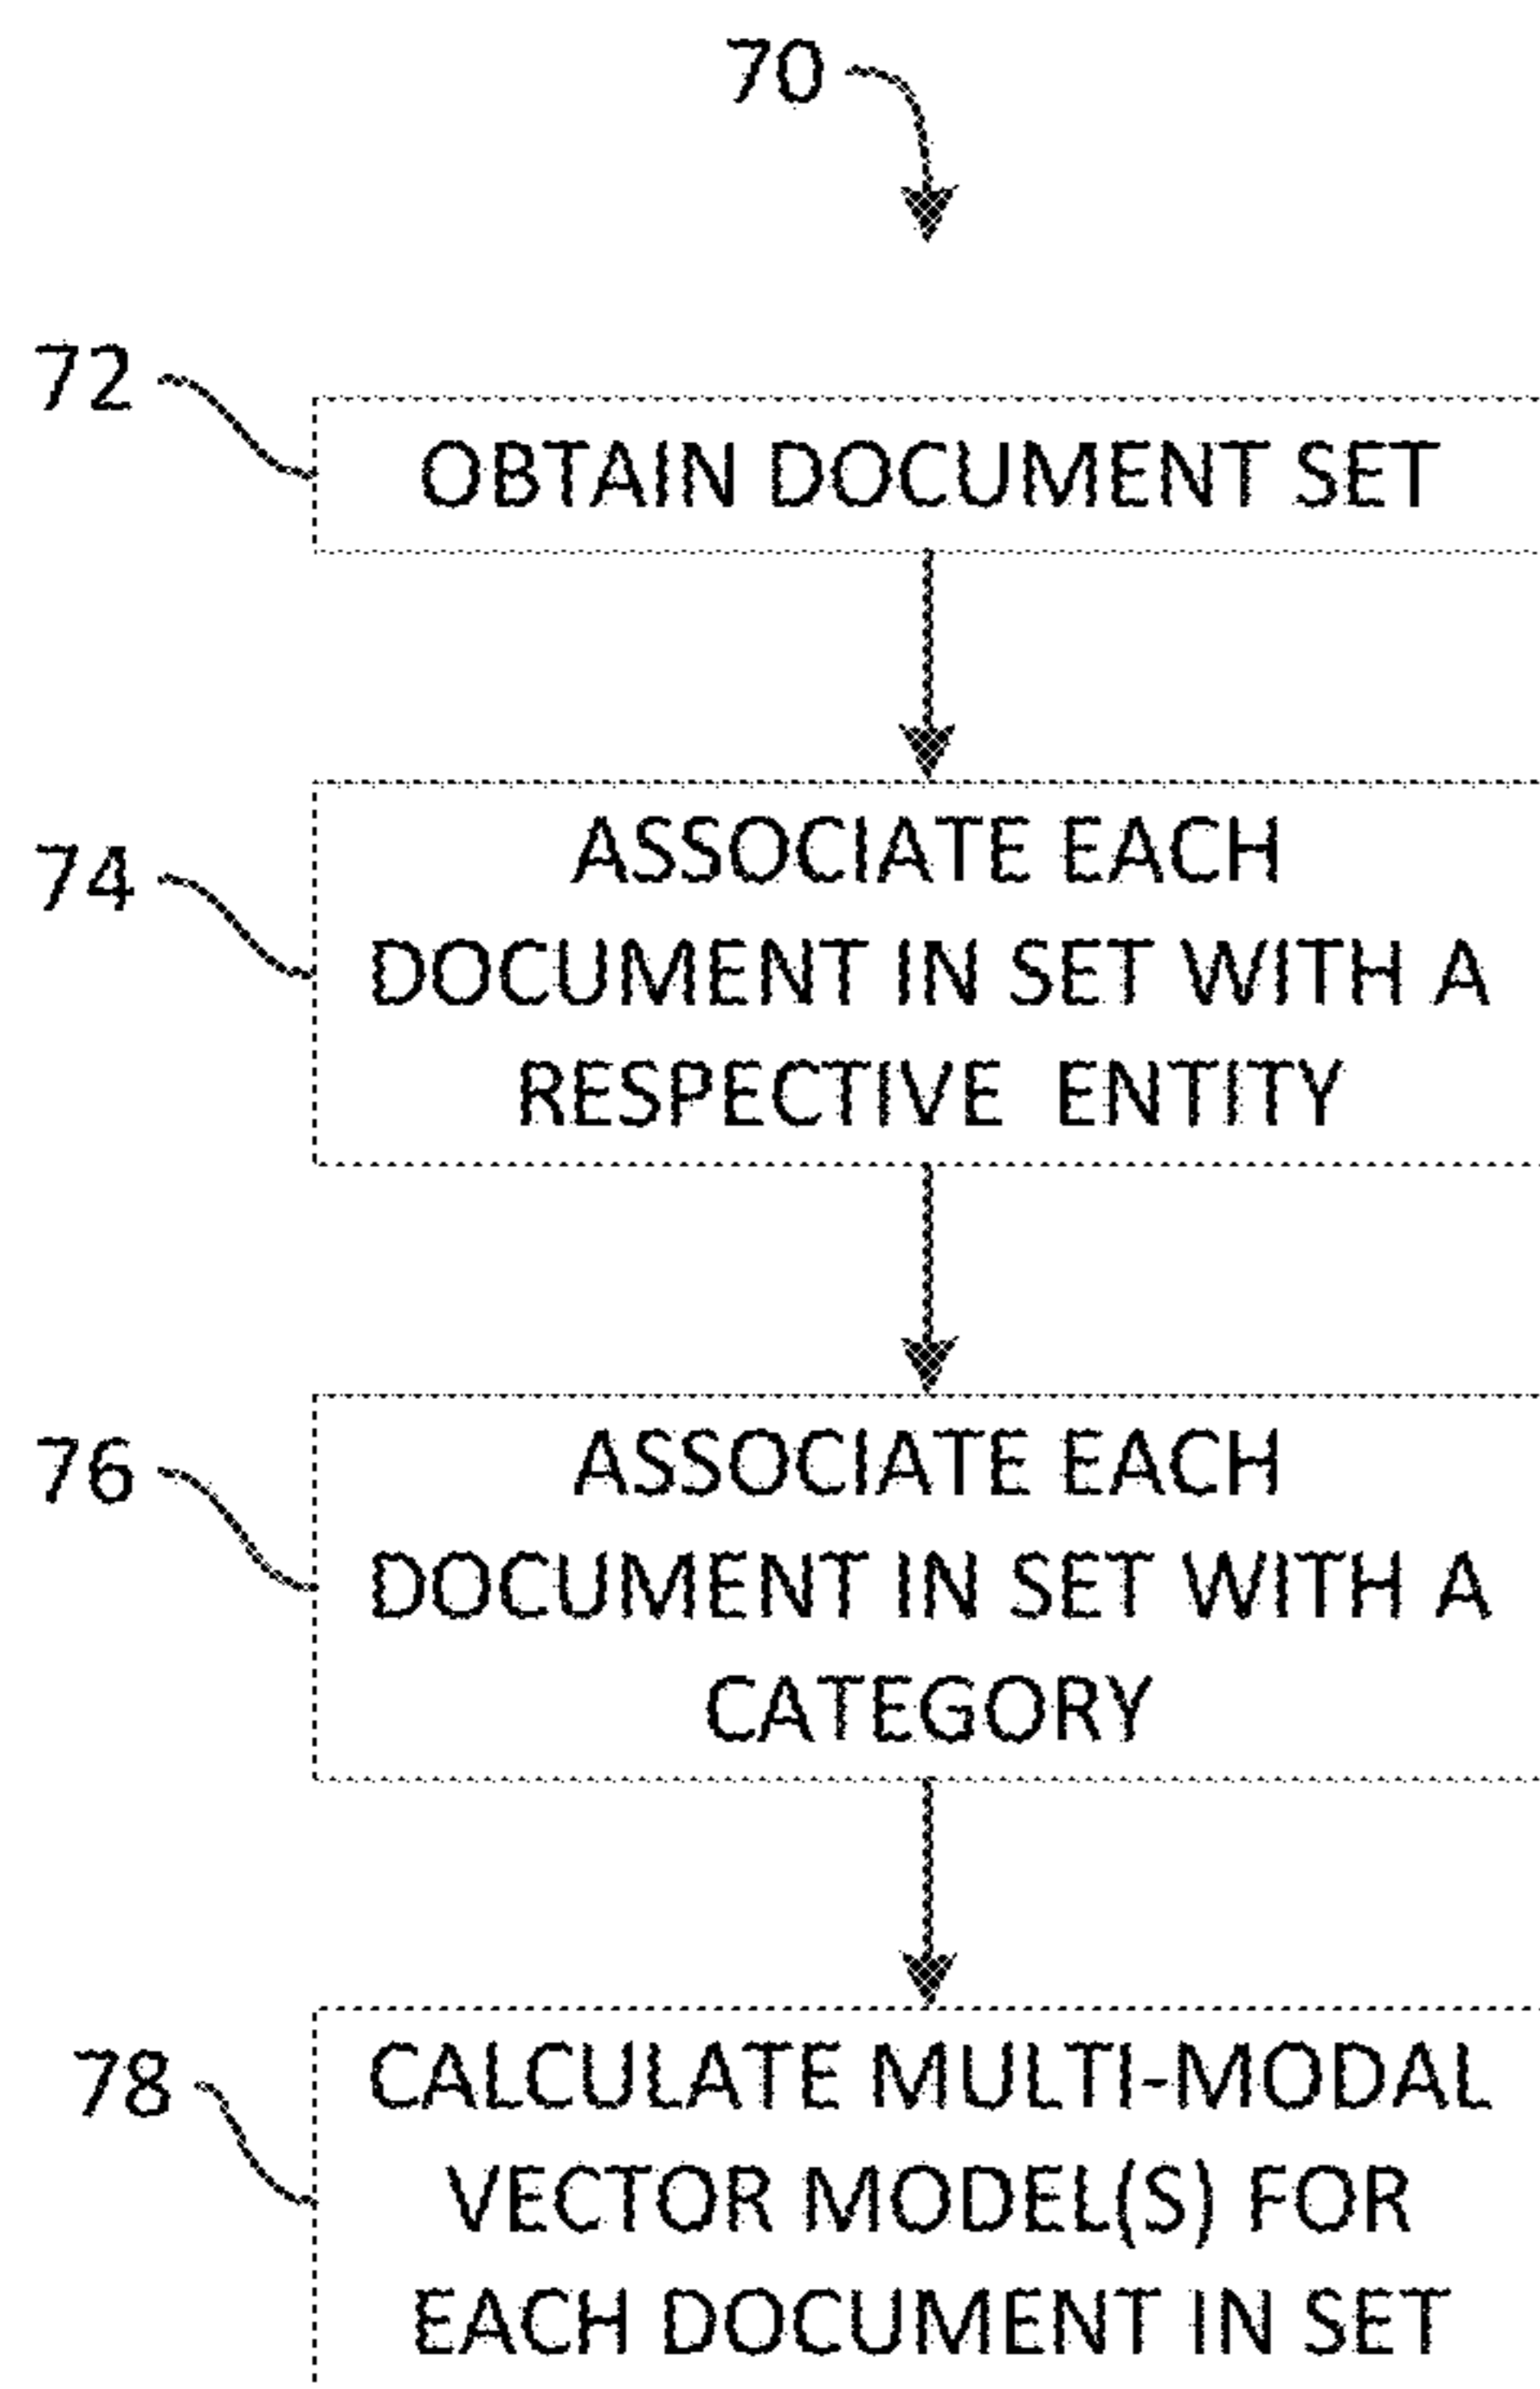 70
72
OBTAIN DOCUMENT SET
74
ASSOCIATE EACH
DOCUMENT IN SET WITH A
RESPECTIVE ENTITY
76
ASSOCIATE EACH
DOCUMENT IN SET WITH A
CATEGORY
78
CALCULATE MULTI-MODAL
VECTOR MODEL(S) FOR
EACH DOCUMENT IN SET